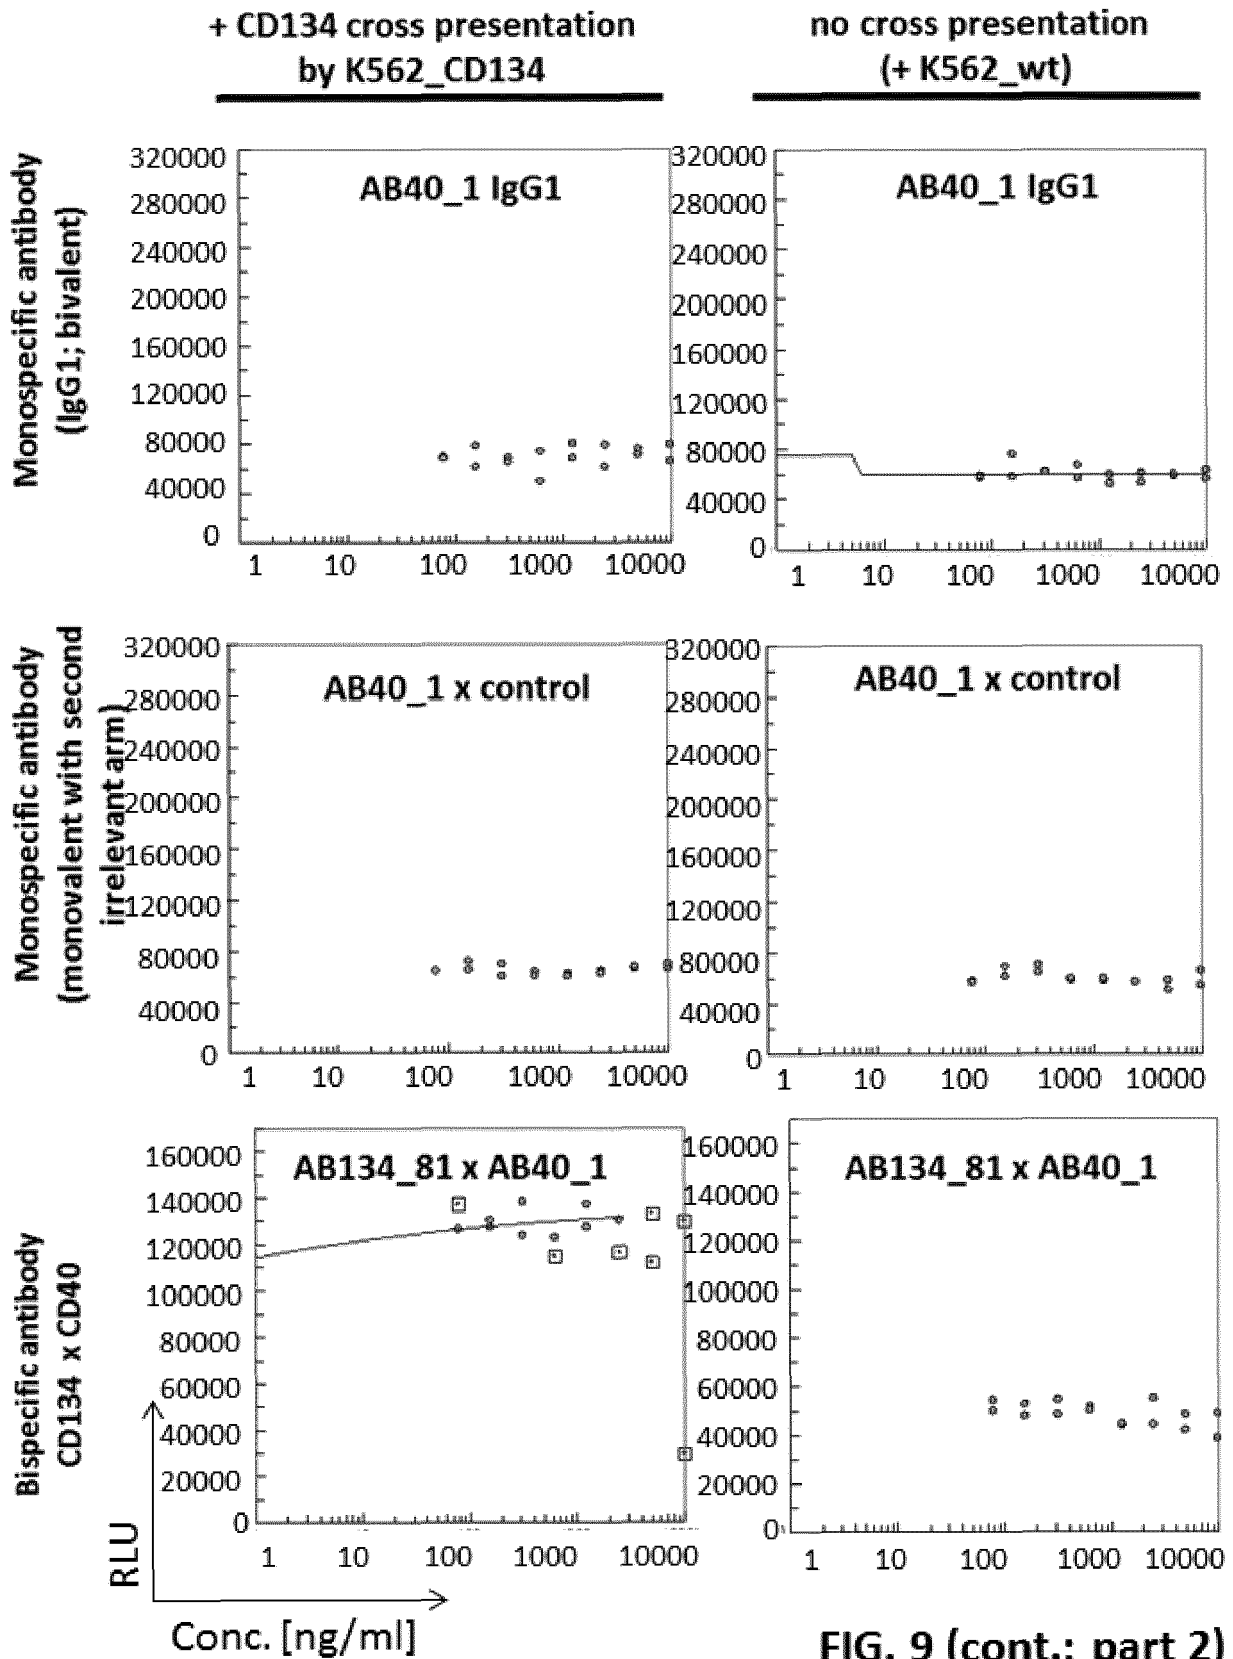 + CD134 cross presentation
by K562_CD134
no cross presentation
(+ K562_wt)
Monospecific antibody
(IgG1; bivalent)
AB40_1 IgG1
320000
280000
240000
200000
160000
120000
80000
40000
0
1 10 100 1000 10000
AB40_1 IgG1
320000
280000
240000
200000
160000
120000
80000
40000
0
1 10 100 1000 10000
Monospecific antibody
(monovalent with second
irrelevant arm)
AB40_1 x control
320000
280000
240000
200000
160000
120000
80000
40000
0
1 10 100 1000 10000
AB40_1 x control
320000
280000
240000
200000
160000
120000
80000
40000
0
1 10 100 1000 10000
Bispecific antibody
CD134 x CD40
AB134_81 x AB40_1
160000
140000
120000
100000
80000
60000
40000
20000
0
1 10 100 1000 10000
AB134_81 x AB40_1
160000
140000
120000
100000
80000
60000
40000
20000
0
1 10 100 1000 10000
RLU
Conc. [ng/ml]
FIG. 9 (cont.; part 2)